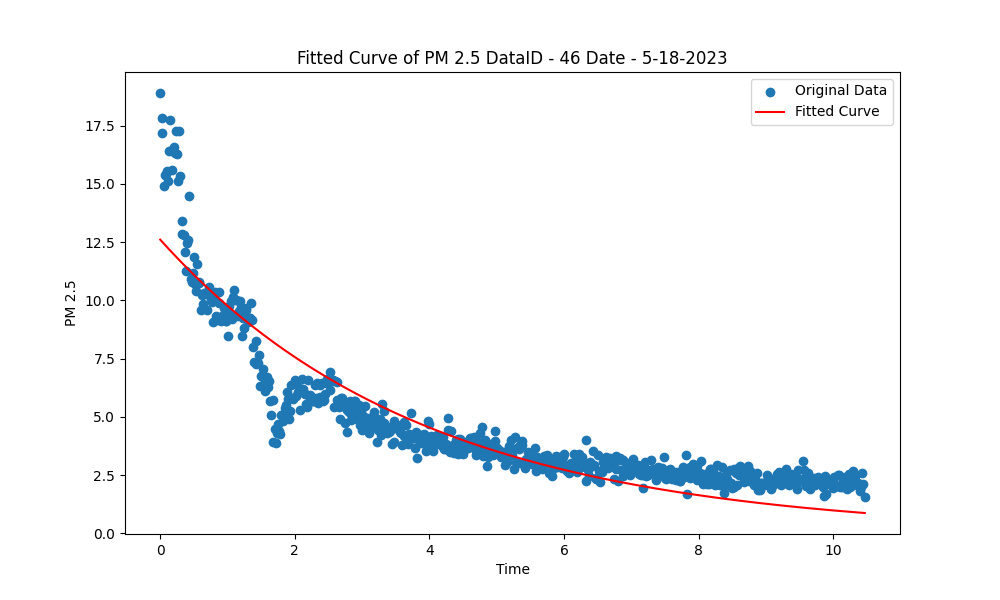 Fitted Curve of PM 2.5 DataID - 46 Date - 5-18-2023
Original Data
Fitted Curve
17.5
15.0
12.5
10.0
7.5
5.0
2.5
0.0
PM 2.5
0 2 4 6 8 10
Time